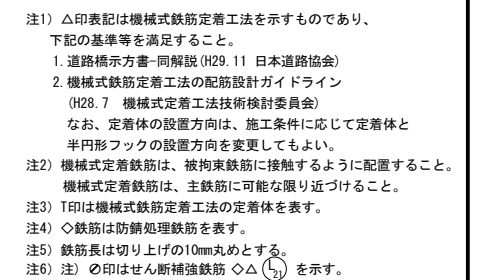 注1) △印表記は機械式鉄筋定着工法を示すものであり、
下記の基準等を満足すること。
1.道路橋示方書-同解説(H29.11 日本道路協会)
2.機械式鉄筋定着工法の配筋設計ガイドライン
(H28.7 機械式定着工法技術検討委員会)
なお、定着体の設置方向は、施工条件に応じて定着体と
半円形フックの設置方向を変更してもよい。
注2) 機械式定着鉄筋は、被拘束鉄筋に接触するように配置すること。
機械式定着鉄筋は、主鉄筋に可能な限り近づけること。
注3) T印は機械式鉄筋定着工法の定着体を表す。
注4) ◇鉄筋は防錆処理鉄筋を表す。
注5) 鉄筋長は切り上げの10mm丸めとする。
注6) 注) ⊘印はせん断補強鉄筋 ◇△ L21 を示す。